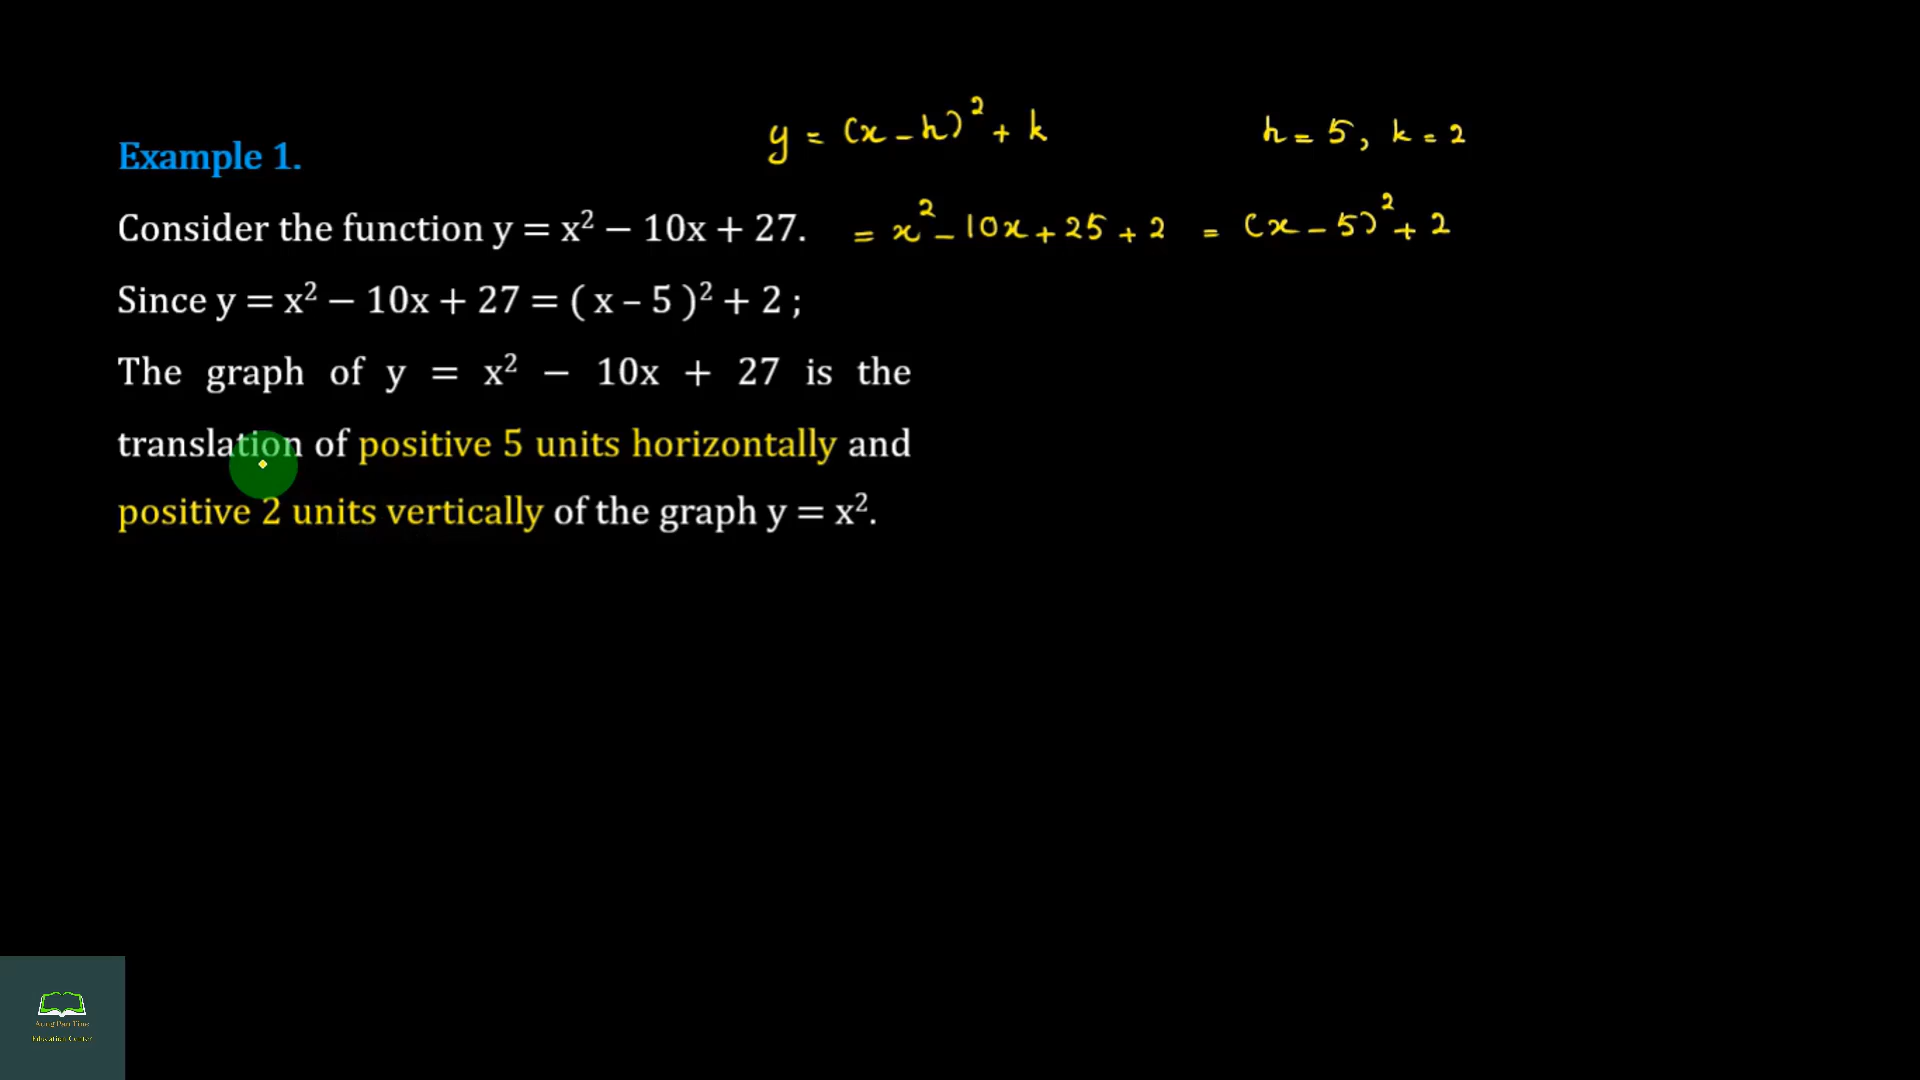 y = (x – h)² + k
h = 5, k = 2
Example 1.
Consider the function y = x² − 10x + 27. = x² – 10x + 25 + 2 = (x – 5)² + 2
Since y = x² − 10x + 27 = ( x – 5 )² + 2 ;
The graph of y = x² − 10x + 27 is the
translation of positive 5 units horizontally and
positive 2 units vertically of the graph y = x².
Education Center